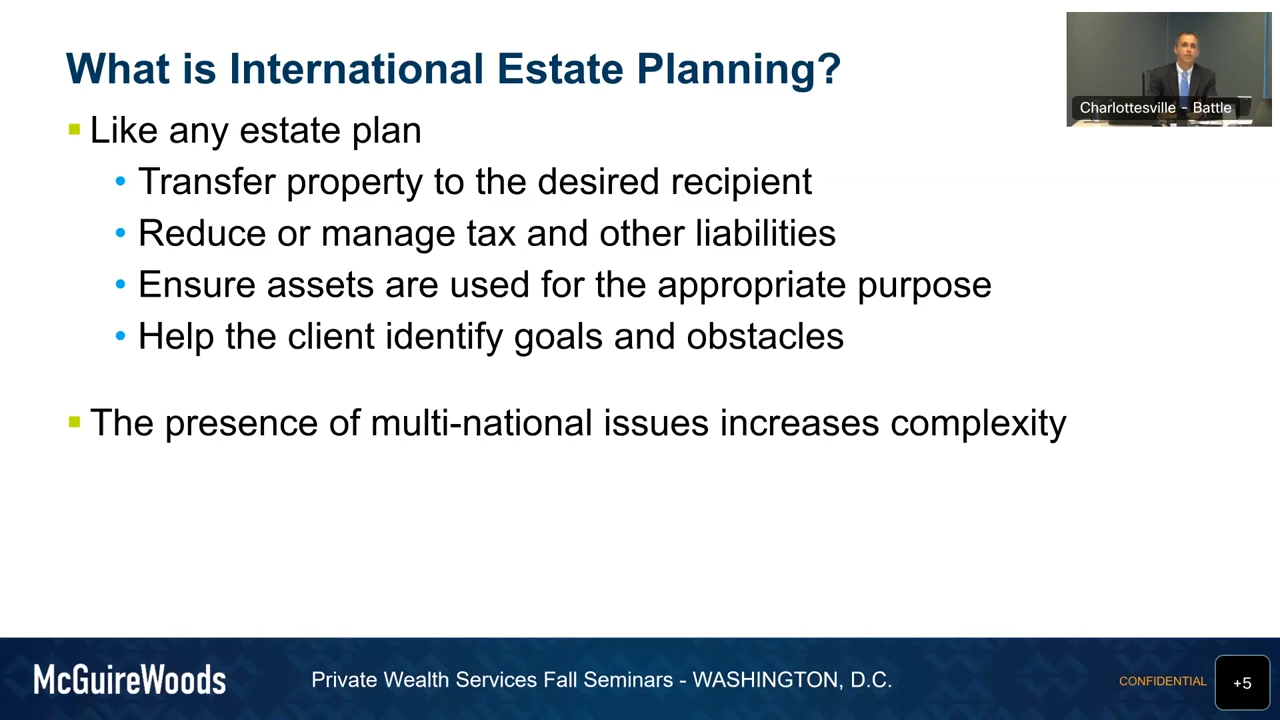 What is International Estate Planning?
Like any estate plan
Transfer property to the desired recipient
Reduce or manage tax and other liabilities
Ensure assets are used for the appropriate purpose
Help the client identify goals and obstacles
The presence of multi-national issues increases complexity
Charlottesville - Battle
McGuireWoods
Private Wealth Services Fall Seminars - WASHINGTON, D.C.
CONFIDENTIAL
+5